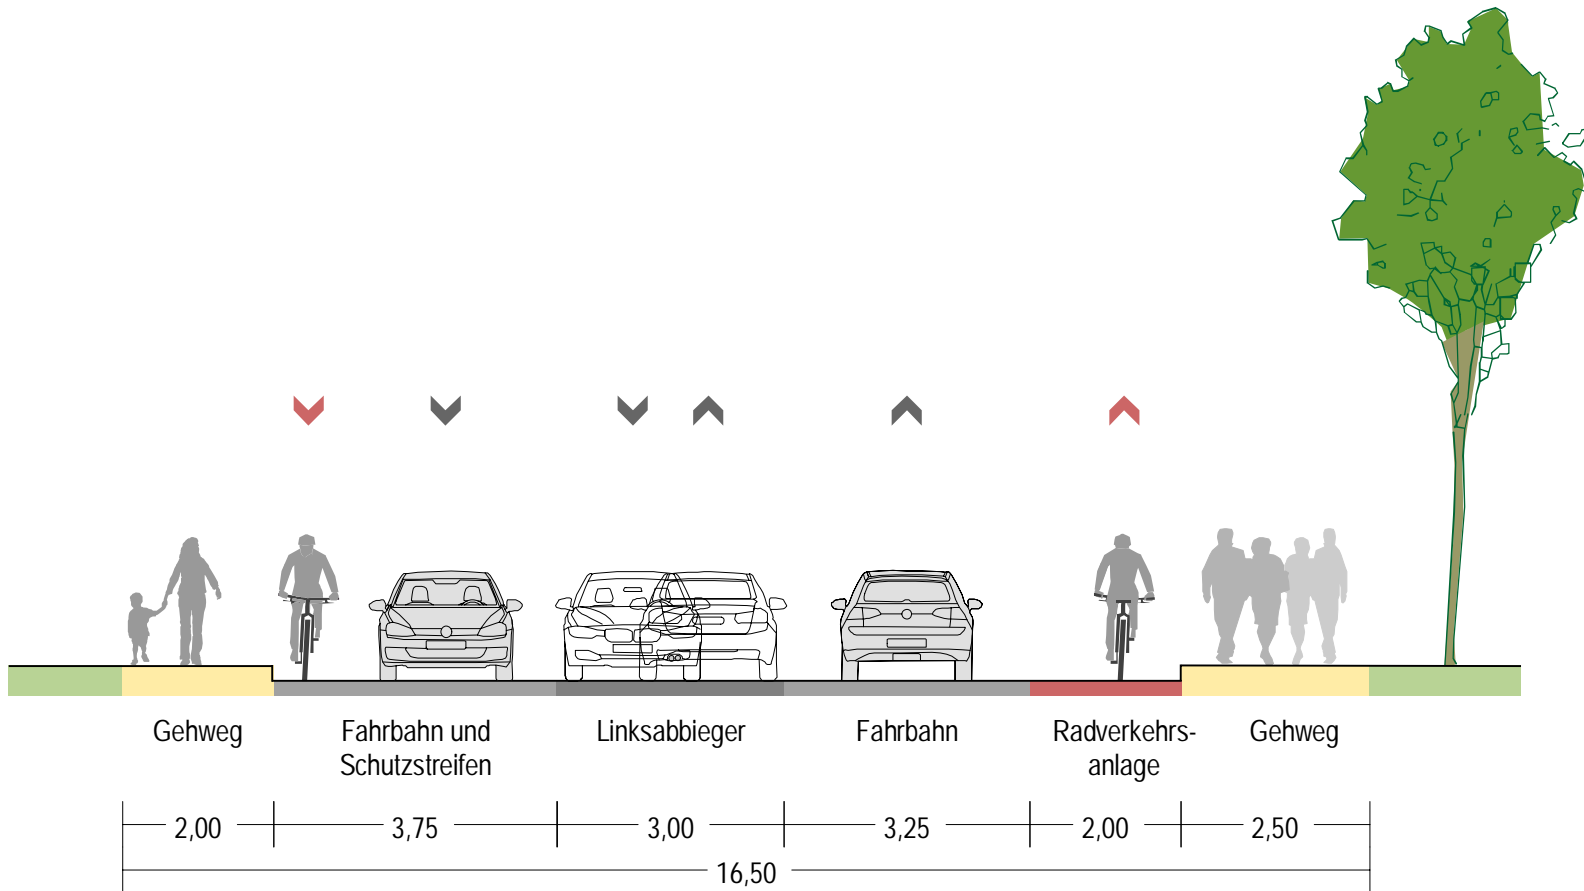 Gehweg
Fahrbahn und
Schutzstreifen
Linksabbieger
Fahrbahn
Radverkehrs-
anlage
Gehweg
2,00
3,75
3,00
3,25
2,00
2,50
16,50